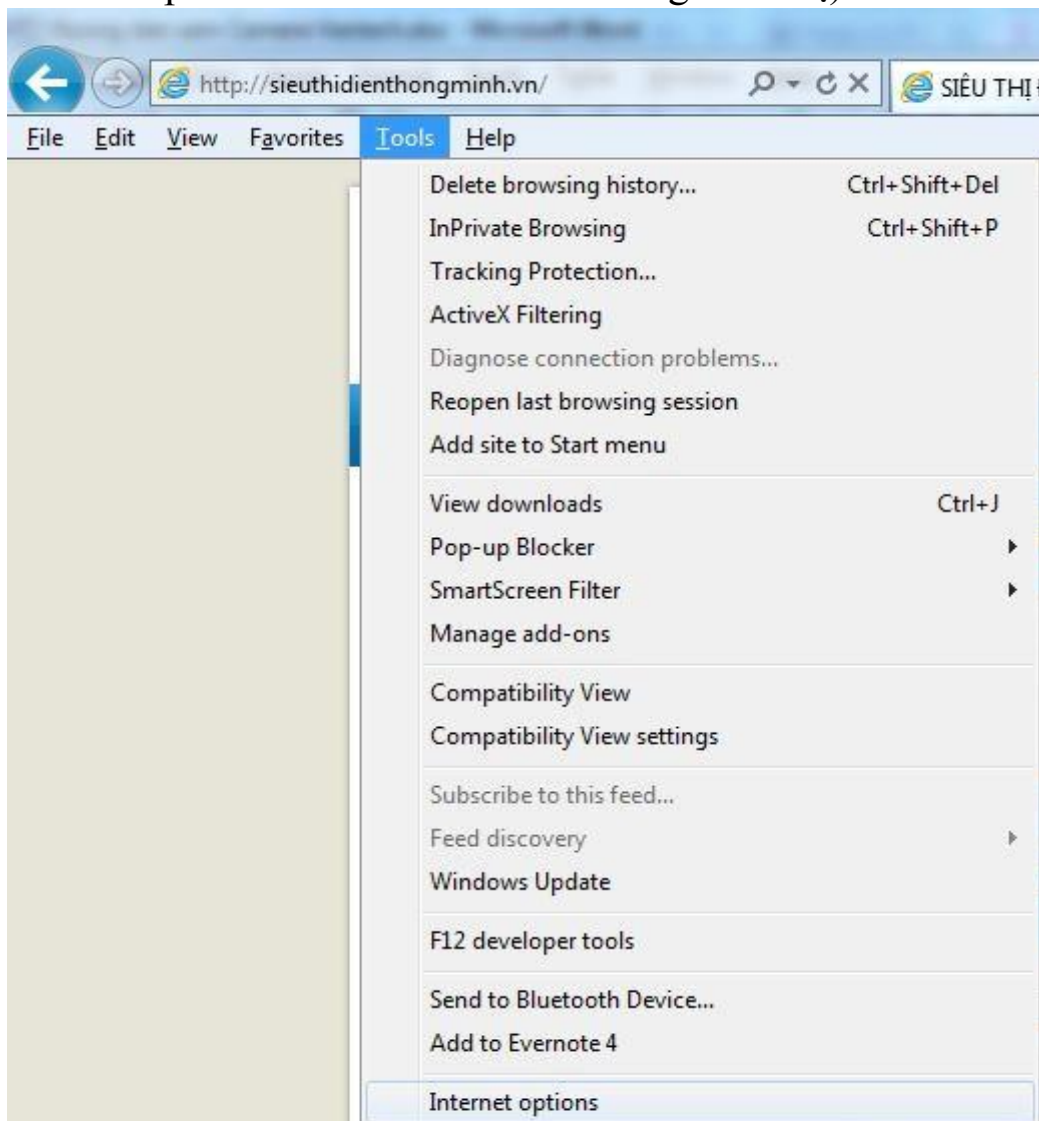 http://sieuthidienthongminh.vn/ SIÊU THỊ
File Edit View Favorites Tools Help
Delete browsing history... Ctrl+Shift+Del
InPrivate Browsing Ctrl+Shift+P
Tracking Protection...
ActiveX Filtering
Diagnose connection problems...
Reopen last browsing session
Add site to Start menu
View downloads Ctrl+J
Pop-up Blocker
SmartScreen Filter
Manage add-ons
Compatibility View
Compatibility View settings
Subscribe to this feed...
Feed discovery
Windows Update
F12 developer tools
Send to Bluetooth Device...
Add to Evernote 4
Internet options